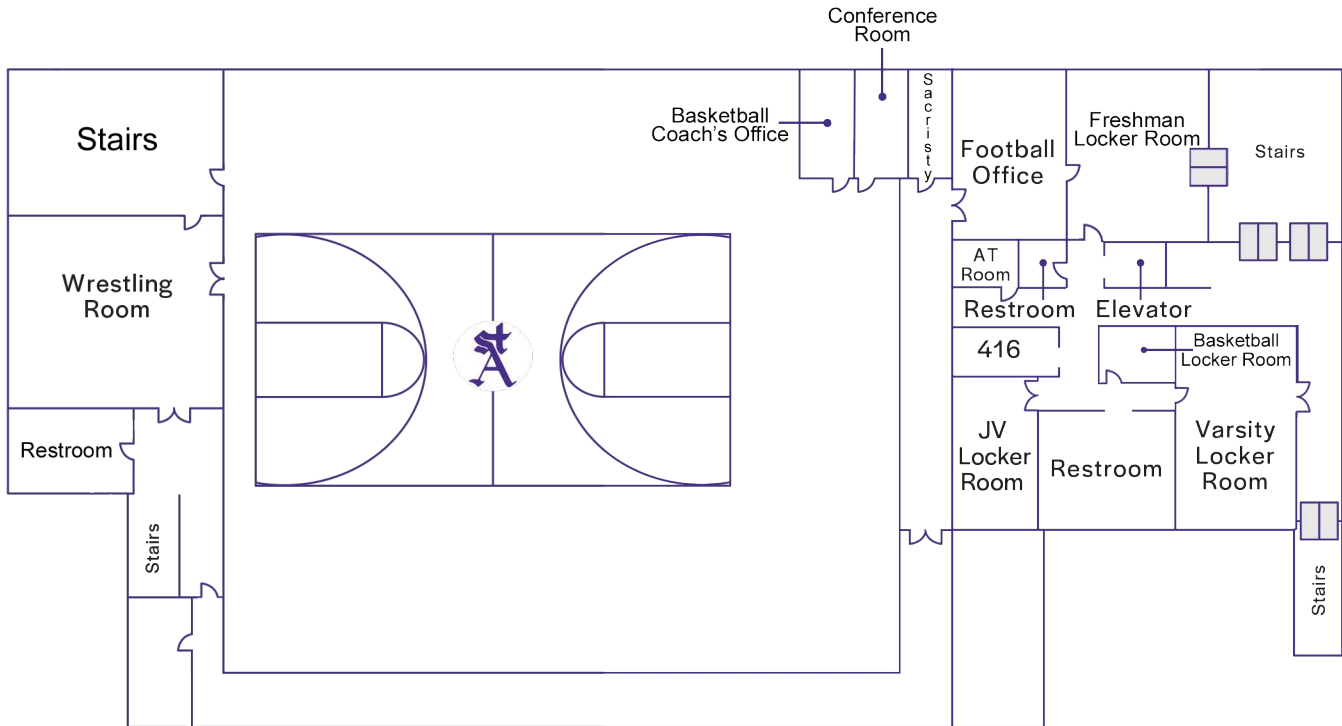 Conference
Room
Basketball
Coach's Office
Sacristy
Stairs
Football
Office
Freshman
Locker Room
Stairs
Wrestling
Room
AT
Room
Restroom
Elevator
416
Basketball
Locker Room
A
Restroom
JV
Locker
Room
Restroom
Varsity
Locker
Room
Stairs
Stairs